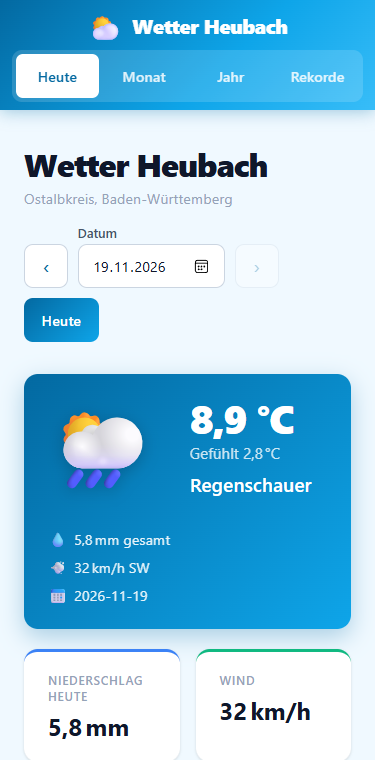 Wetter Heubach
Heute Monat Jahr Rekorde
Wetter Heubach
Ostalbkreis, Baden-Württemberg
Datum
‹ 19.11.2026 ›
Heute
8,9 °C
Gefühlt 2,8 °C
Regenschauer
5,8 mm gesamt
32 km/h SW
2026-11-19
NIEDERSCHLAG
HEUTE
5,8 mm
WIND
32 km/h